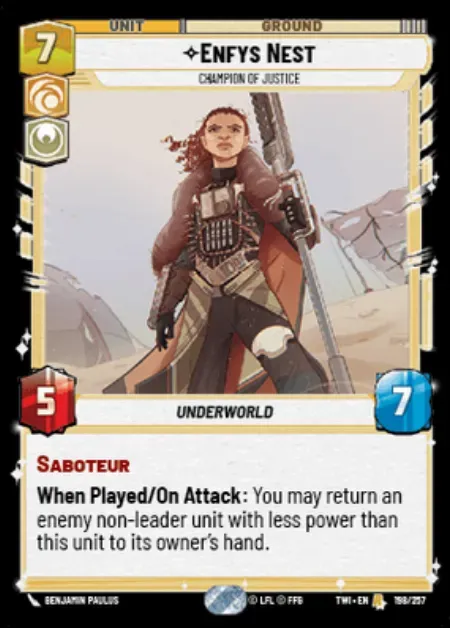 UNIT
GROUND
7
✧ENFYS NEST
CHAMPION OF JUSTICE
5
UNDERWORLD
7
SABOTEUR
When Played/On Attack: You may return an
enemy non-leader unit with less power than
this unit to its owner's hand.
BENJAMIN PAULUS
© LFL © FFG
TWI • EN
198/257